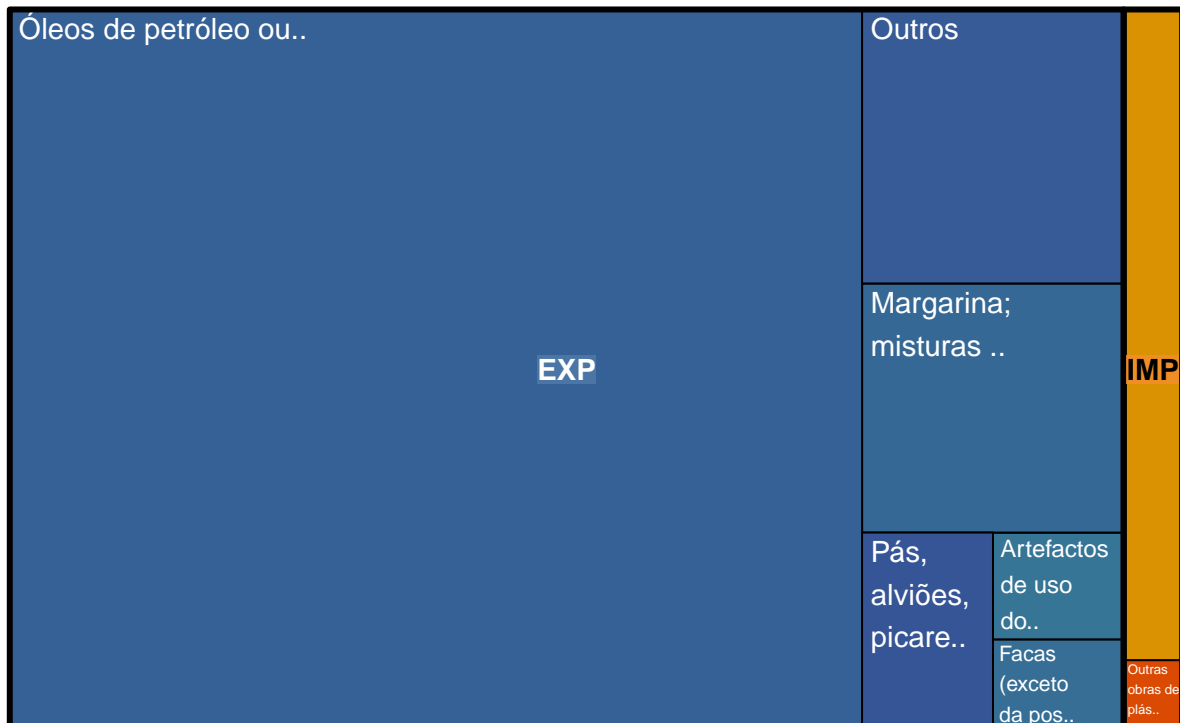 Óleos de petróleo ou..
Outros
Margarina;
misturas ..
EXP
IMP
Pás,
alviões,
picare..
Artefactos
de uso
do..
Facas
(exceto
da pos..
Outras
obras de
plás..